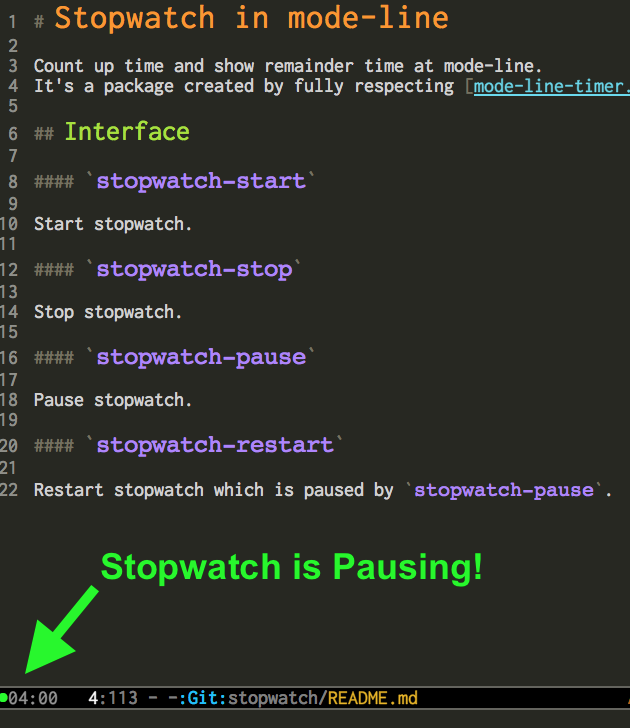 1 # Stopwatch in mode-line
2
3 Count up time and show remainder time at mode-line.
4 It's a package created by fully respecting [mode-line-timer.
5
6 ## Interface
7
8 #### `stopwatch-start`
9
10 Start stopwatch.
11
12 #### `stopwatch-stop`
13
14 Stop stopwatch.
15
16 #### `stopwatch-pause`
17
18 Pause stopwatch.
19
20 #### `stopwatch-restart`
21
22 Restart stopwatch which is paused by `stopwatch-pause`.
Stopwatch is Pausing!
●04:00 4:113 - -:Git:stopwatch/README.md